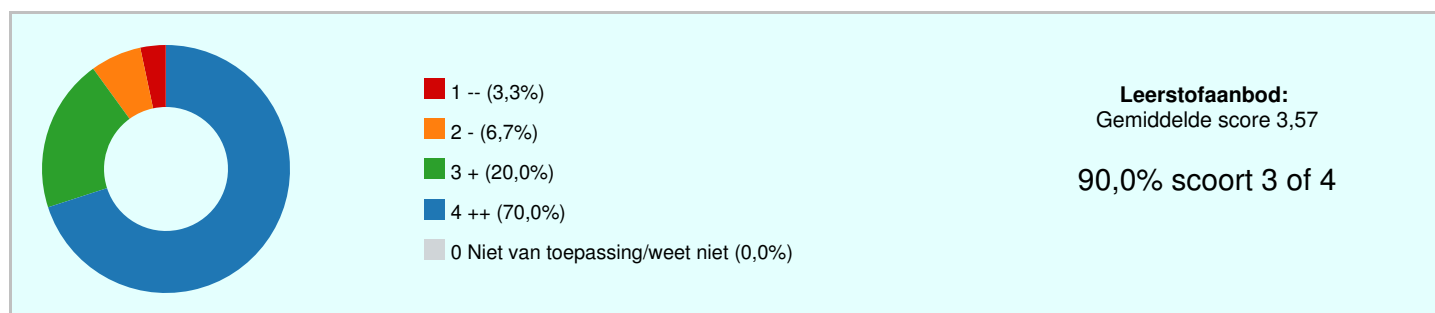 1 -- (3,3%)
2 - (6,7%)
3 + (20,0%)
4 ++ (70,0%)
0 Niet van toepassing/weet niet (0,0%)
Leerstofaanbod:
Gemiddelde score 3,57
90,0% scoort 3 of 4